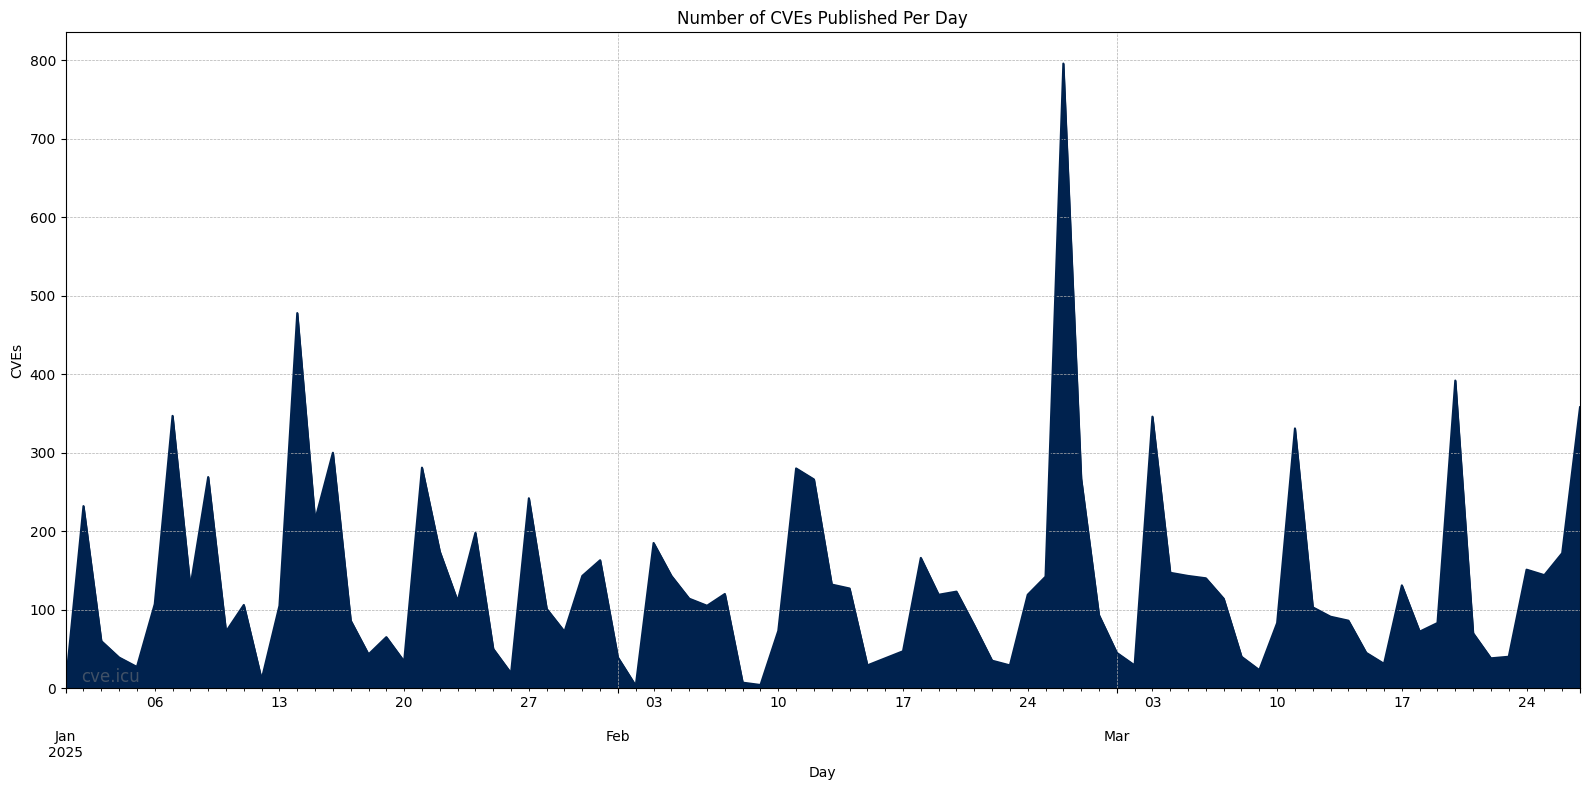 Number of CVEs Published Per Day
800
700
600
500
400
300
200
100
0
CVEs
cve.icu
06 13 20 27 03 10 17 24 03 10 17 24
Jan Feb Mar
2025
Day